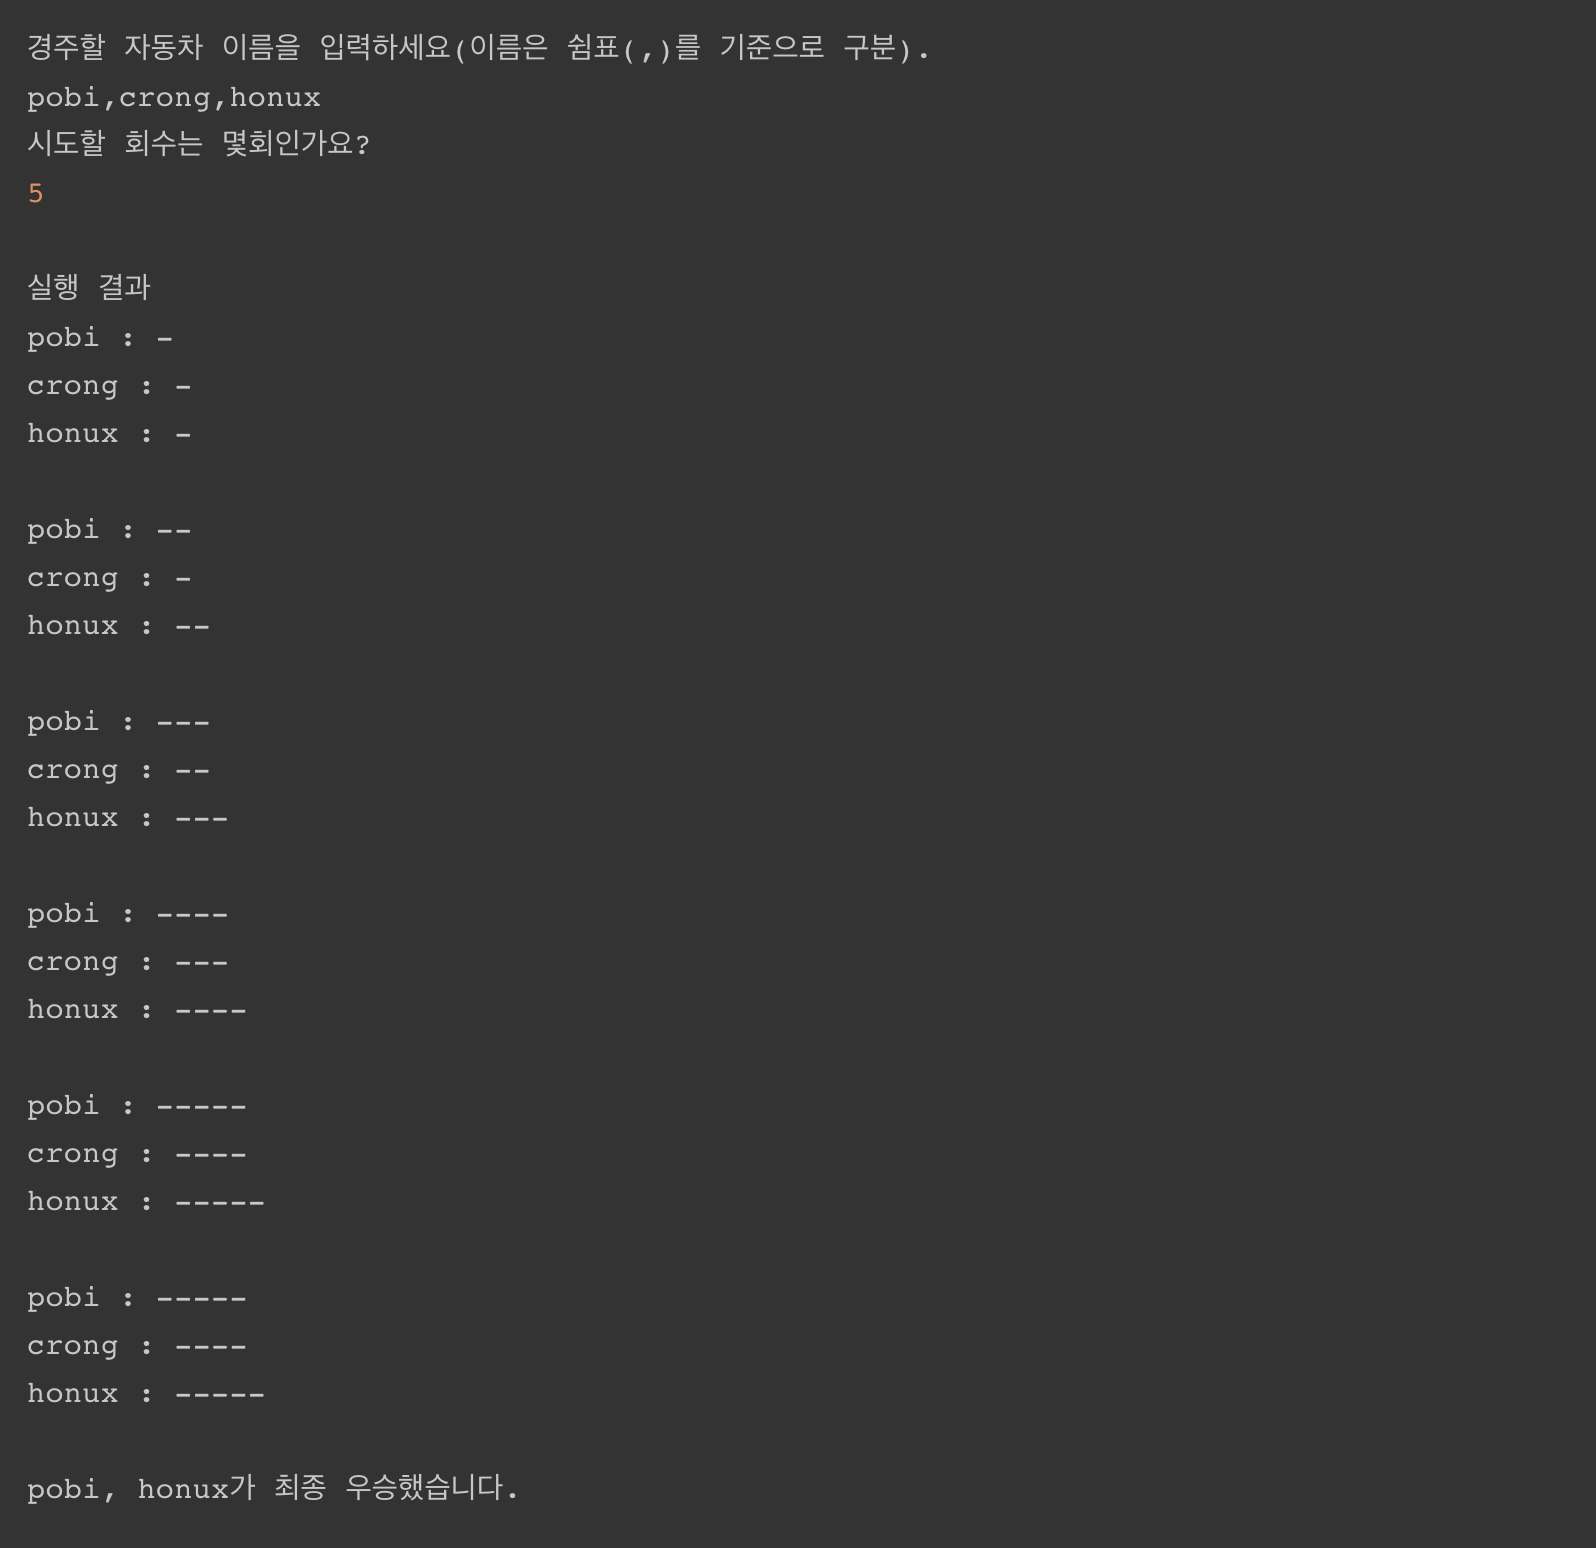 경주할 자동차 이름을 입력하세요(이름은 쉼표(,)를 기준으로 구분).
pobi,crong,honux
시도할 회수는 몇회인가요?
5
실행 결과
pobi : -
crong : -
honux : -
pobi : --
crong : -
honux : --
pobi : ---
crong : --
honux : ---
pobi : ----
crong : ---
honux : ----
pobi : -----
crong : ----
honux : -----
pobi : -----
crong : ----
honux : -----
pobi, honux가 최종 우승했습니다.